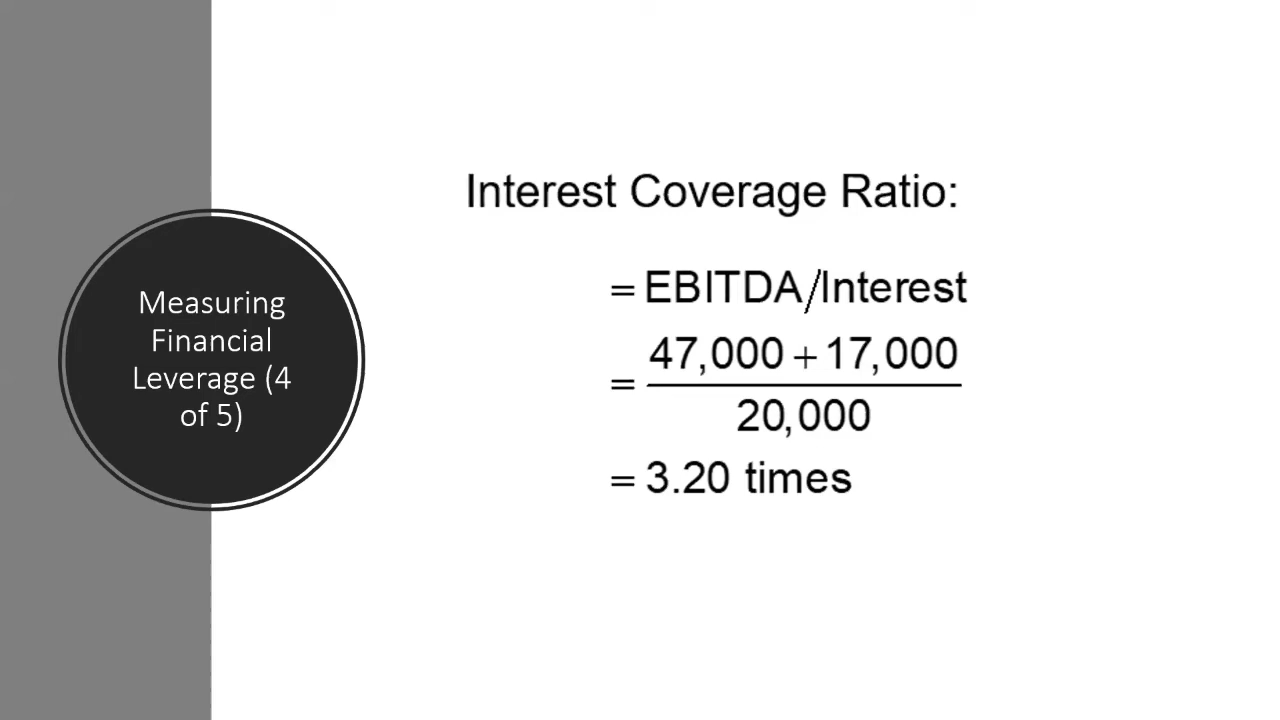 Measuring
Financial
Leverage (4
of 5)
Interest Coverage Ratio:
= EBITDA/Interest
= 47,000 + 17,000
20,000
= 3.20 times